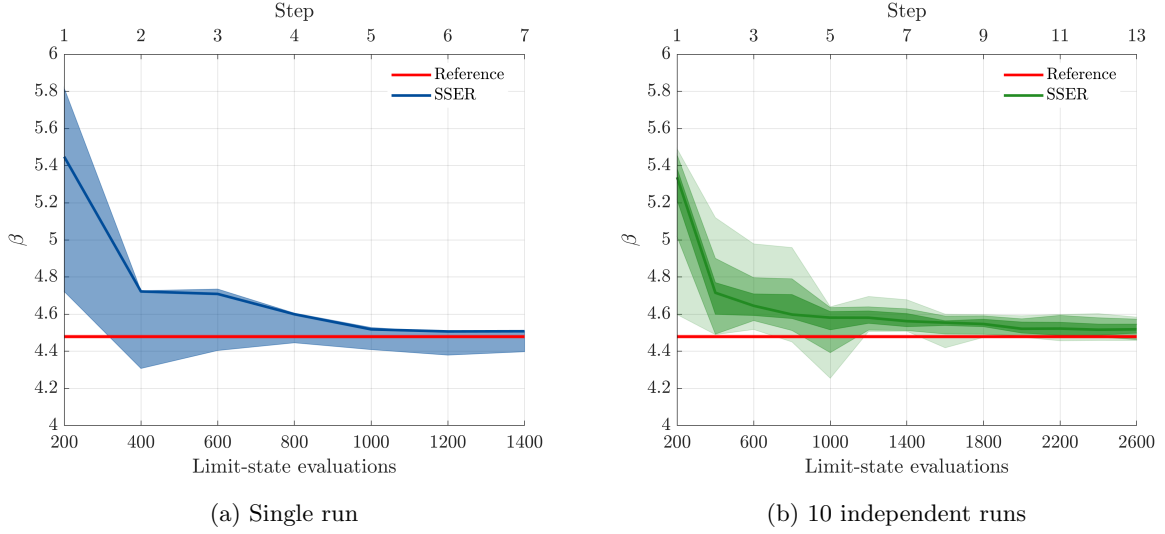 Step
1 2 3 4 5 6 7
6
5.8
5.6
5.4
5.2
5
4.8
4.6
4.4
4.2
4
β
Reference
SSER
200 400 600 800 1000 1200 1400
Limit-state evaluations
(a) Single run
Step
1 3 5 7 9 11 13
6
5.8
5.6
5.4
5.2
5
4.8
4.6
4.4
4.2
4
β
Reference
SSER
200 600 1000 1400 1800 2200 2600
Limit-state evaluations
(b) 10 independent runs